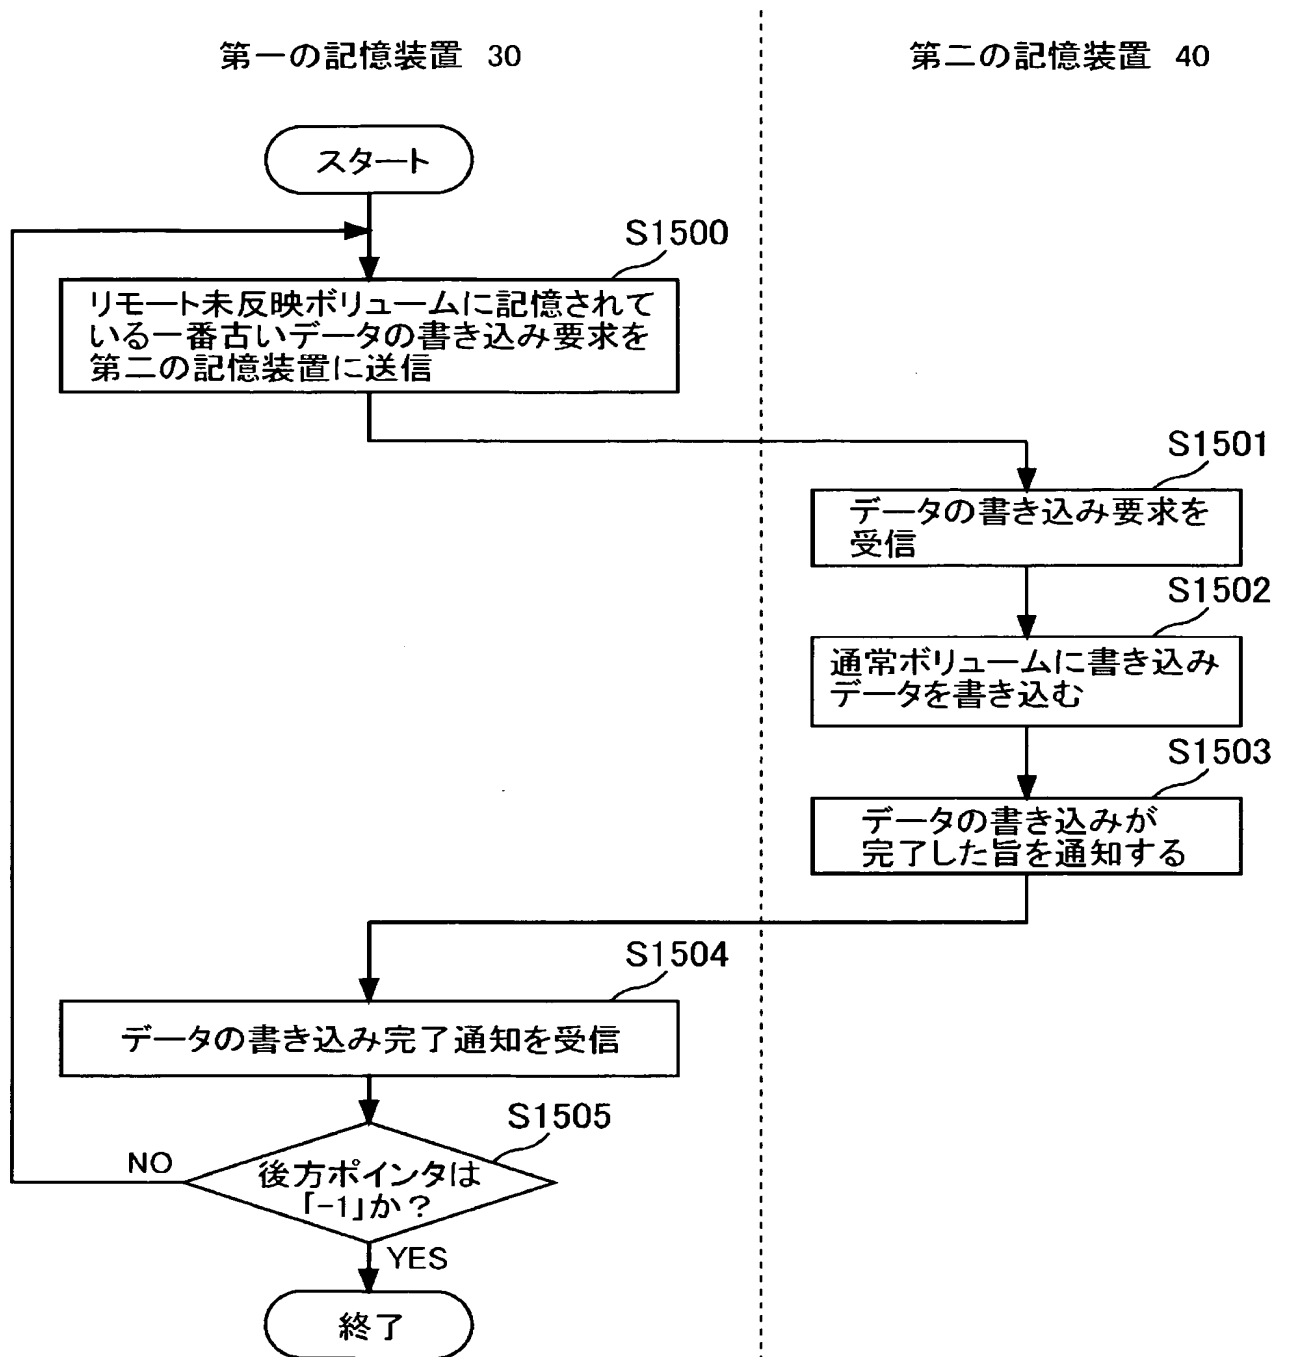 第一の記憶装置 30
第二の記憶装置 40
スタート
S1500
リモート未反映ボリュームに記憶されて
いる一番古いデータの書き込み要求を
第二の記憶装置に送信
S1501
データの書き込み要求を
受信
S1502
通常ボリュームに書き込み
データを書き込む
S1503
データの書き込みが
完了した旨を通知する
S1504
データの書き込み完了通知を受信
S1505
NO
後方ポインタは
「-1」か?
YES
終了